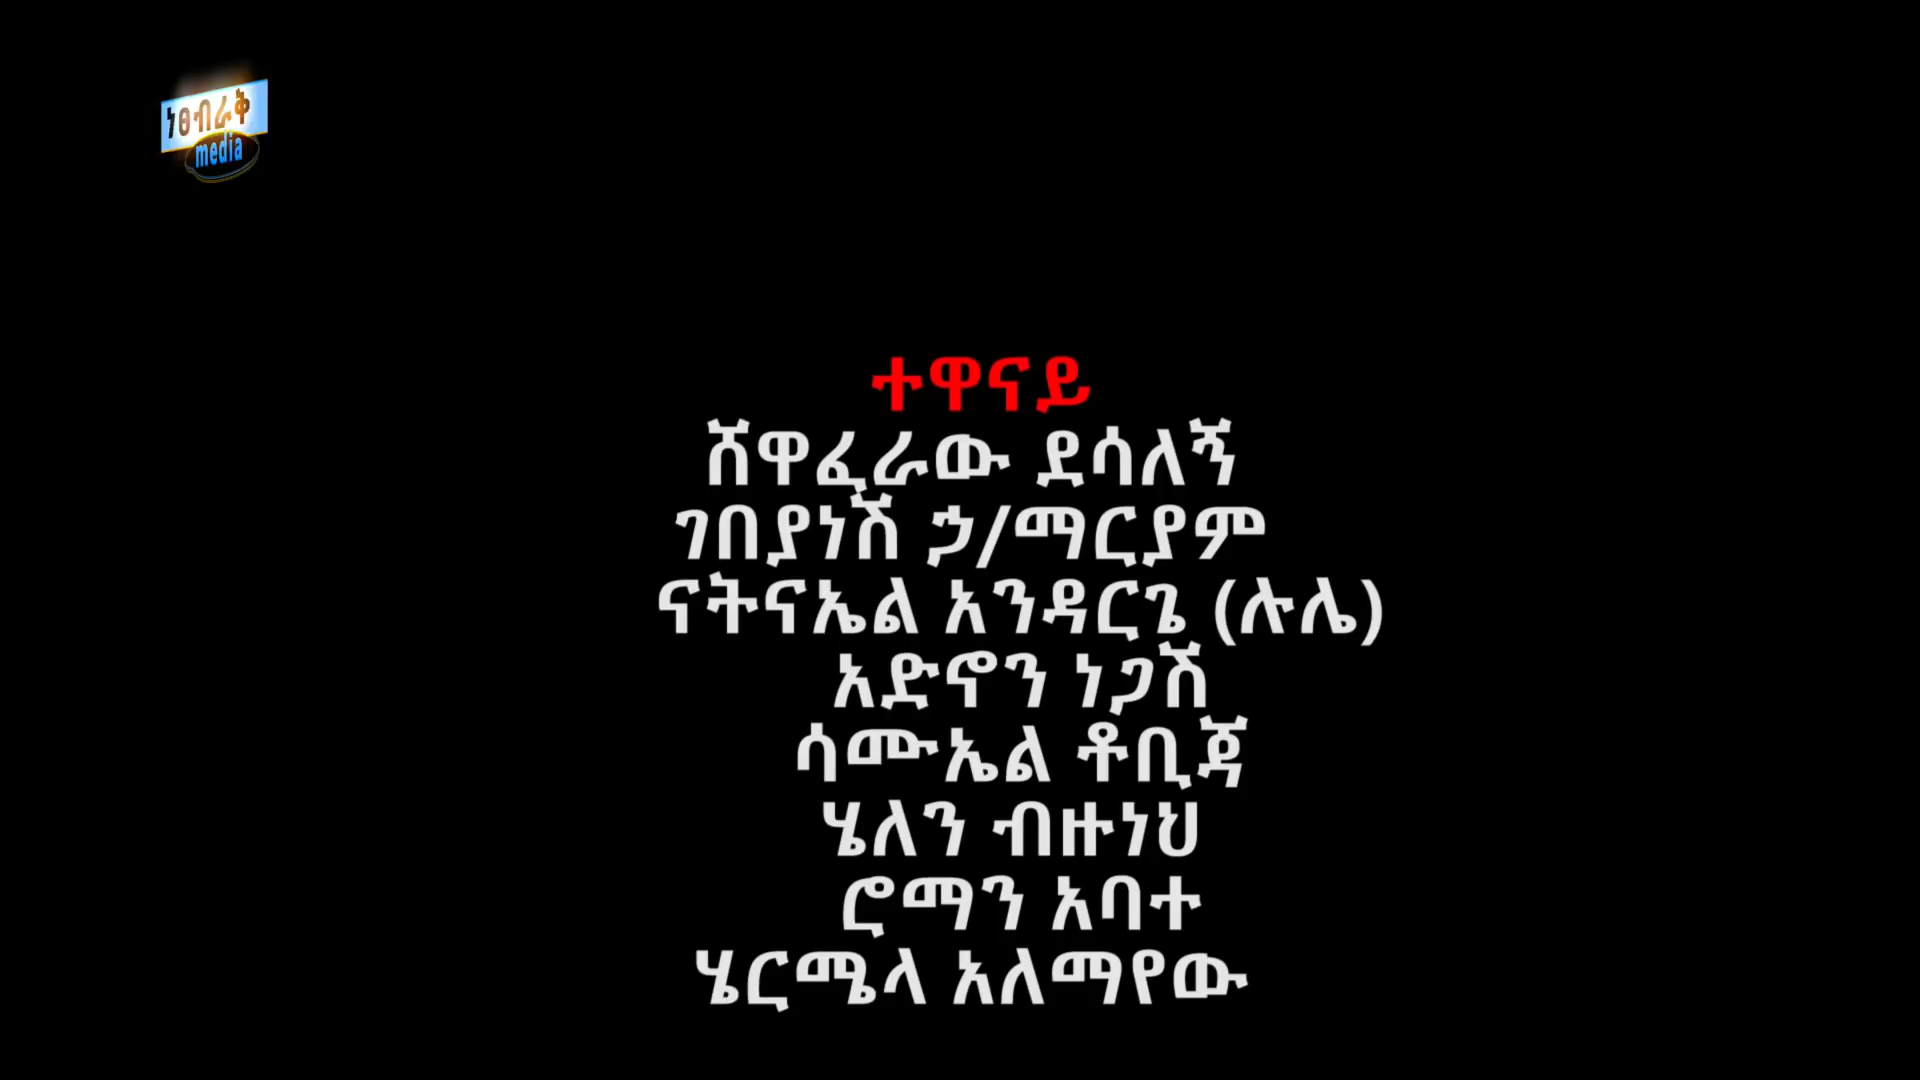 ነፀብራቅ
media
ተዋናይ
ሸዋፈራው ደሳለኝ
ገበያነሽ ኃ/ማርያም
ናትናኤል አንዳርጌ (ሉሌ)
አድኖን ነጋሽ
ሳሙኤል ቶቢጃ
ሄለን ብዙነህ
ሮማን አባተ
ሄርሜላ አለማየው